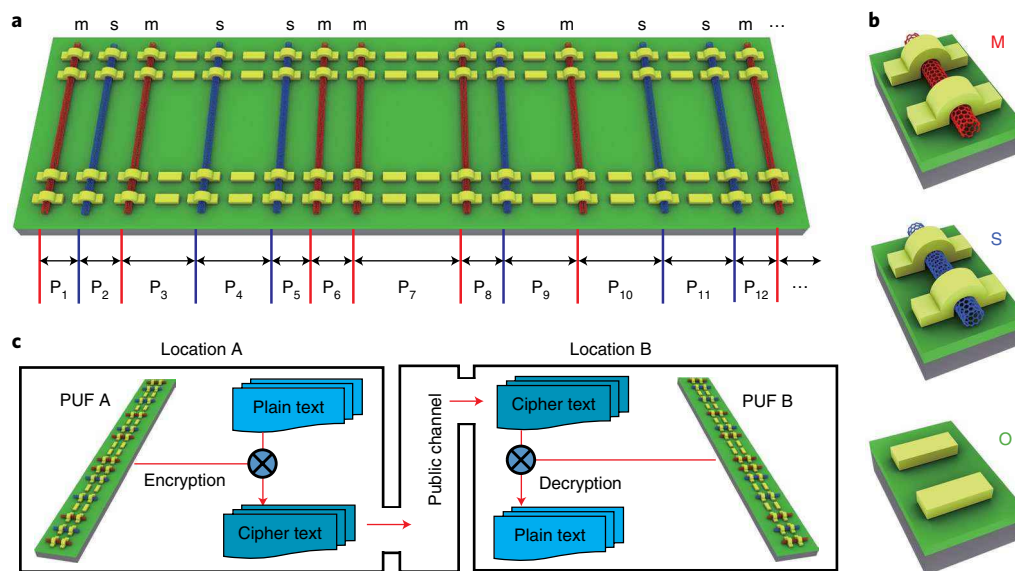 a
m s m s s m m m s m s s m ...
P1 P2 P3 P4 P5 P6 P7 P8 P9 P10 P11 P12 ...
b
M
S
O
c
Location A
PUF A
Plain text
Encryption
Cipher text
Public channel
Location B
Cipher text
PUF B
Decryption
Plain text